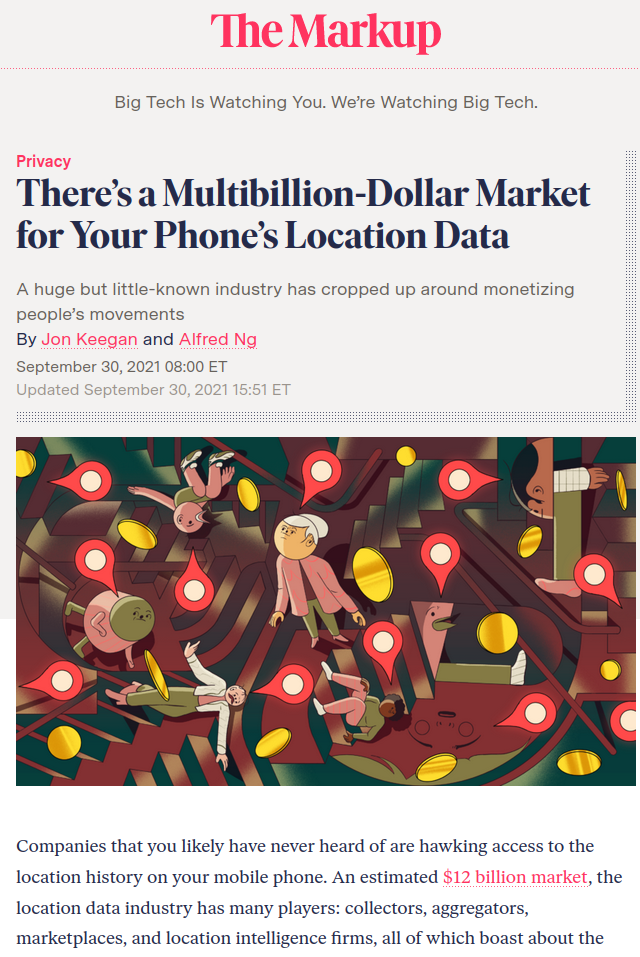 The Markup
Big Tech Is Watching You. We’re Watching Big Tech.
Privacy
There’s a Multibillion-Dollar Market
for Your Phone’s Location Data
A huge but little-known industry has cropped up around monetizing
people’s movements
By Jon Keegan and Alfred Ng
September 30, 2021 08:00 ET
Updated September 30, 2021 15:51 ET
Companies that you likely have never heard of are hawking access to the
location history on your mobile phone. An estimated $12 billion market, the
location data industry has many players: collectors, aggregators,
marketplaces, and location intelligence firms, all of which boast about the